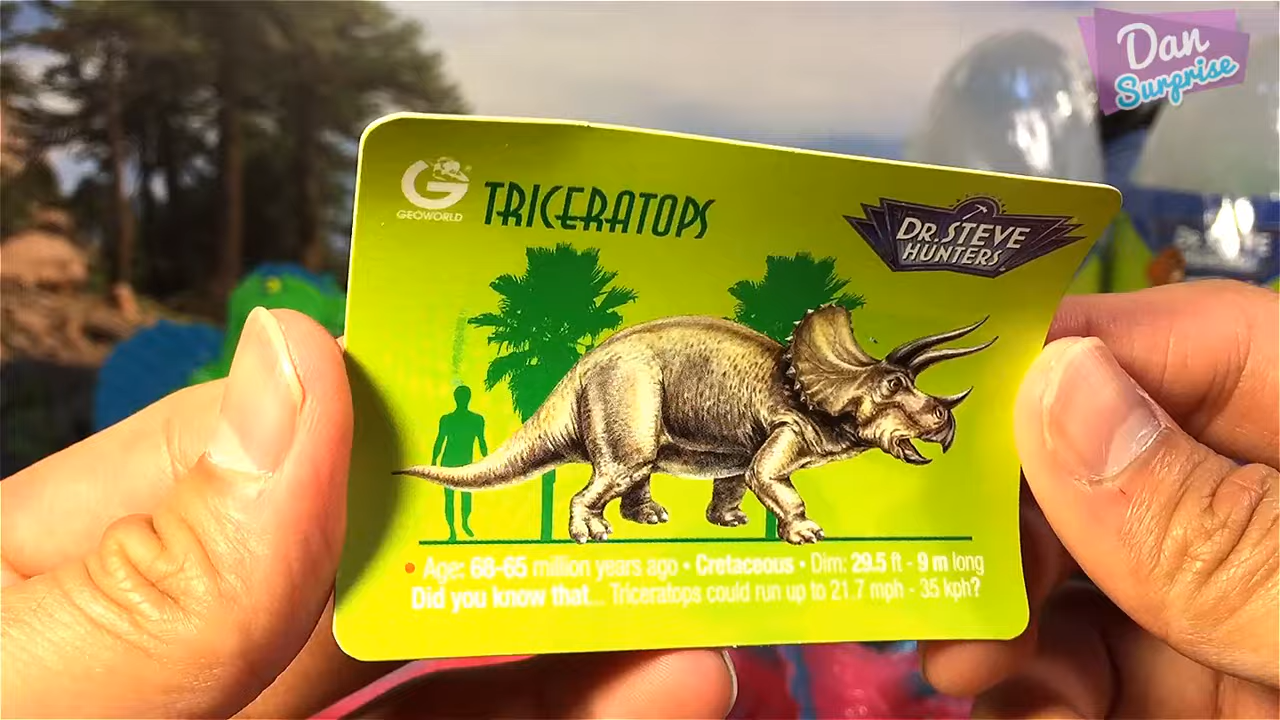 Dan
Surprise
GEOWORLD
TRICERATOPS
DR. STEVE
HUNTERS
• Age: 68-65 million years ago • Cretaceous • Dim: 29.5 ft - 9 m long
Did you know that... Triceratops could run up to 21.7 mph - 35 kph?